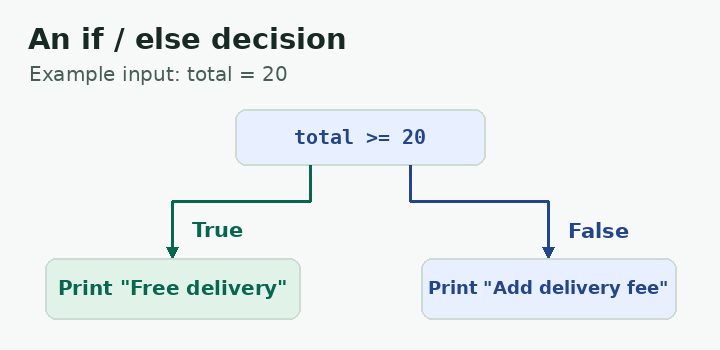 An if / else decision
Example input: total = 20
total >= 20
True
False
Print "Free delivery"
Print "Add delivery fee"